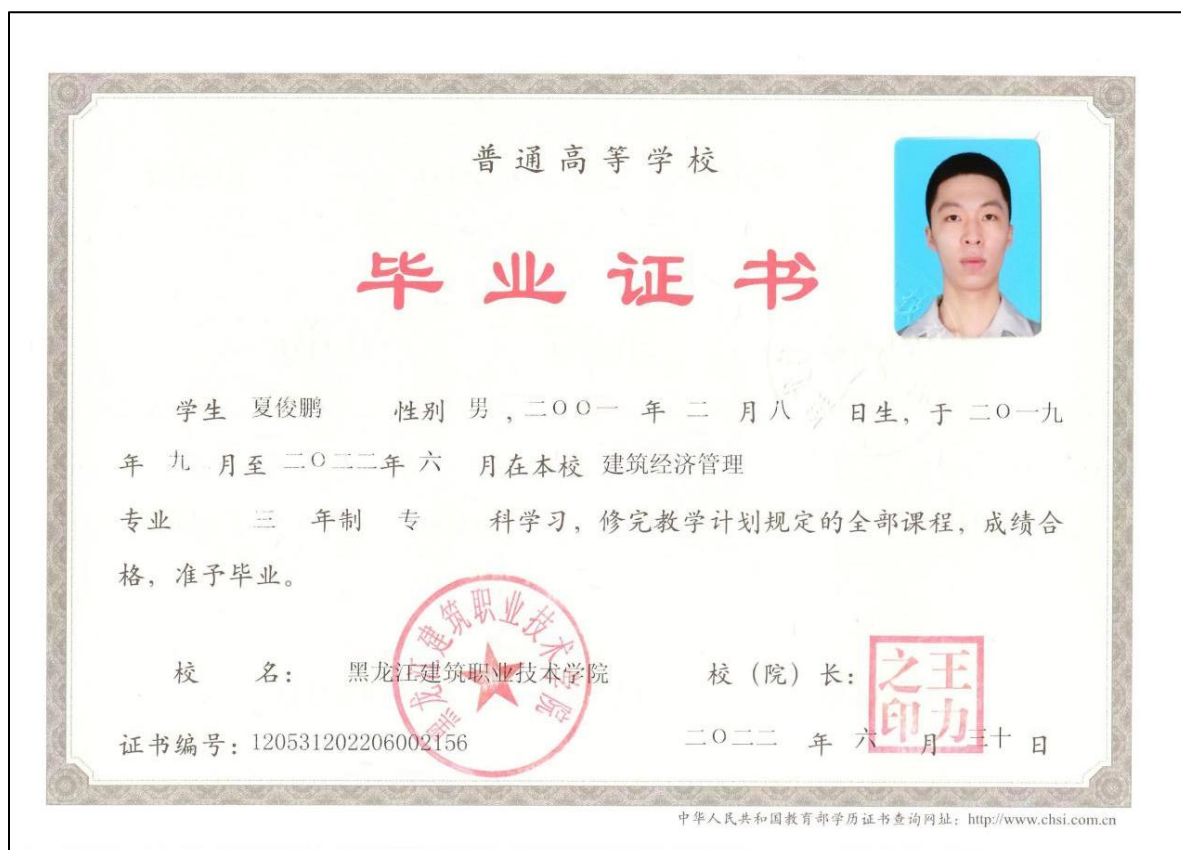 普通高等学校
毕业证书
学生 夏俊鹏 性别 男，二〇〇一 年 二 月 八 日生，于 二〇一九
年 九 月至 二〇二二年 六 月在本校 建筑经济管理
专业 三 年制 专 科学习，修完教学计划规定的全部课程，成绩合
格，准予毕业。
校 名： 黑龙江建筑职业技术学院 校（院）长：
黑龙江建筑职业技术学院
王力之印
证书编号：120531202206002156 二〇二二 年 六 月 三十 日
中华人民共和国教育部学历证书查询网址：http://www.chsi.com.cn